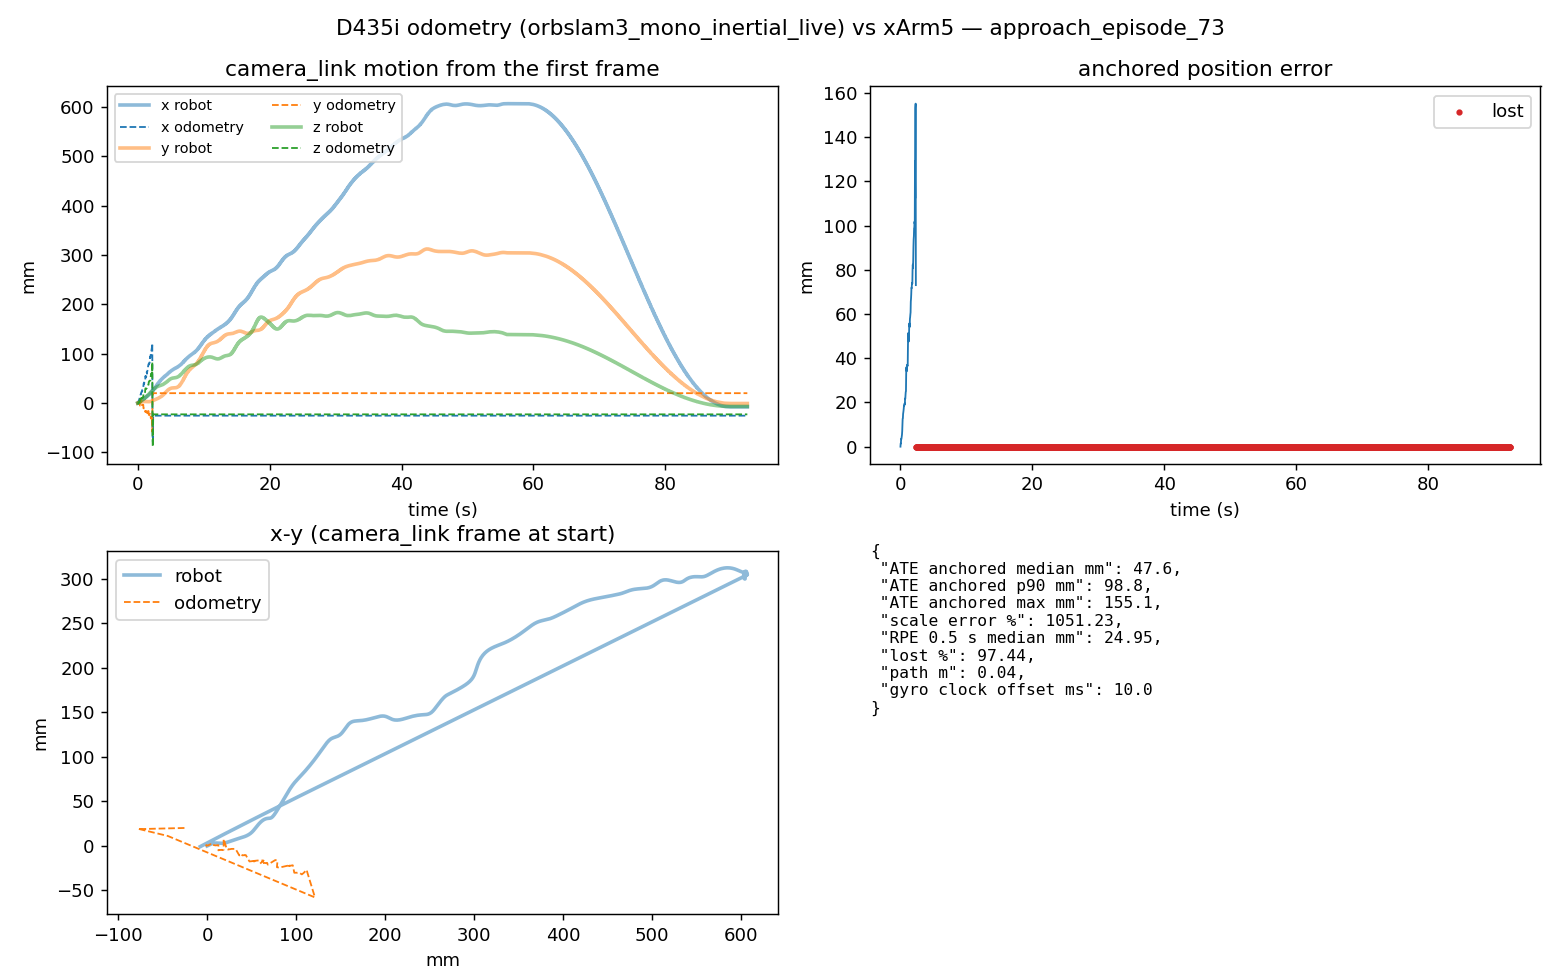 D435i odometry (orbslam3_mono_inertial_live) vs xArm5 — approach_episode_73
camera_link motion from the first frame
x robot
x odometry
y robot
y odometry
z robot
z odometry
600
500
400
300
200
100
0
−100
mm
0 20 40 60 80
time (s)
anchored position error
lost
160
140
120
100
80
60
40
20
0
mm
0 20 40 60 80
time (s)
x-y (camera_link frame at start)
robot
odometry
300
250
200
150
100
50
0
−50
mm
−100 0 100 200 300 400 500 600
mm
{
"ATE anchored median mm": 47.6,
"ATE anchored p90 mm": 98.8,
"ATE anchored max mm": 155.1,
"scale error %": 1051.23,
"RPE 0.5 s median mm": 24.95,
"lost %": 97.44,
"path m": 0.04,
"gyro clock offset ms": 10.0
}